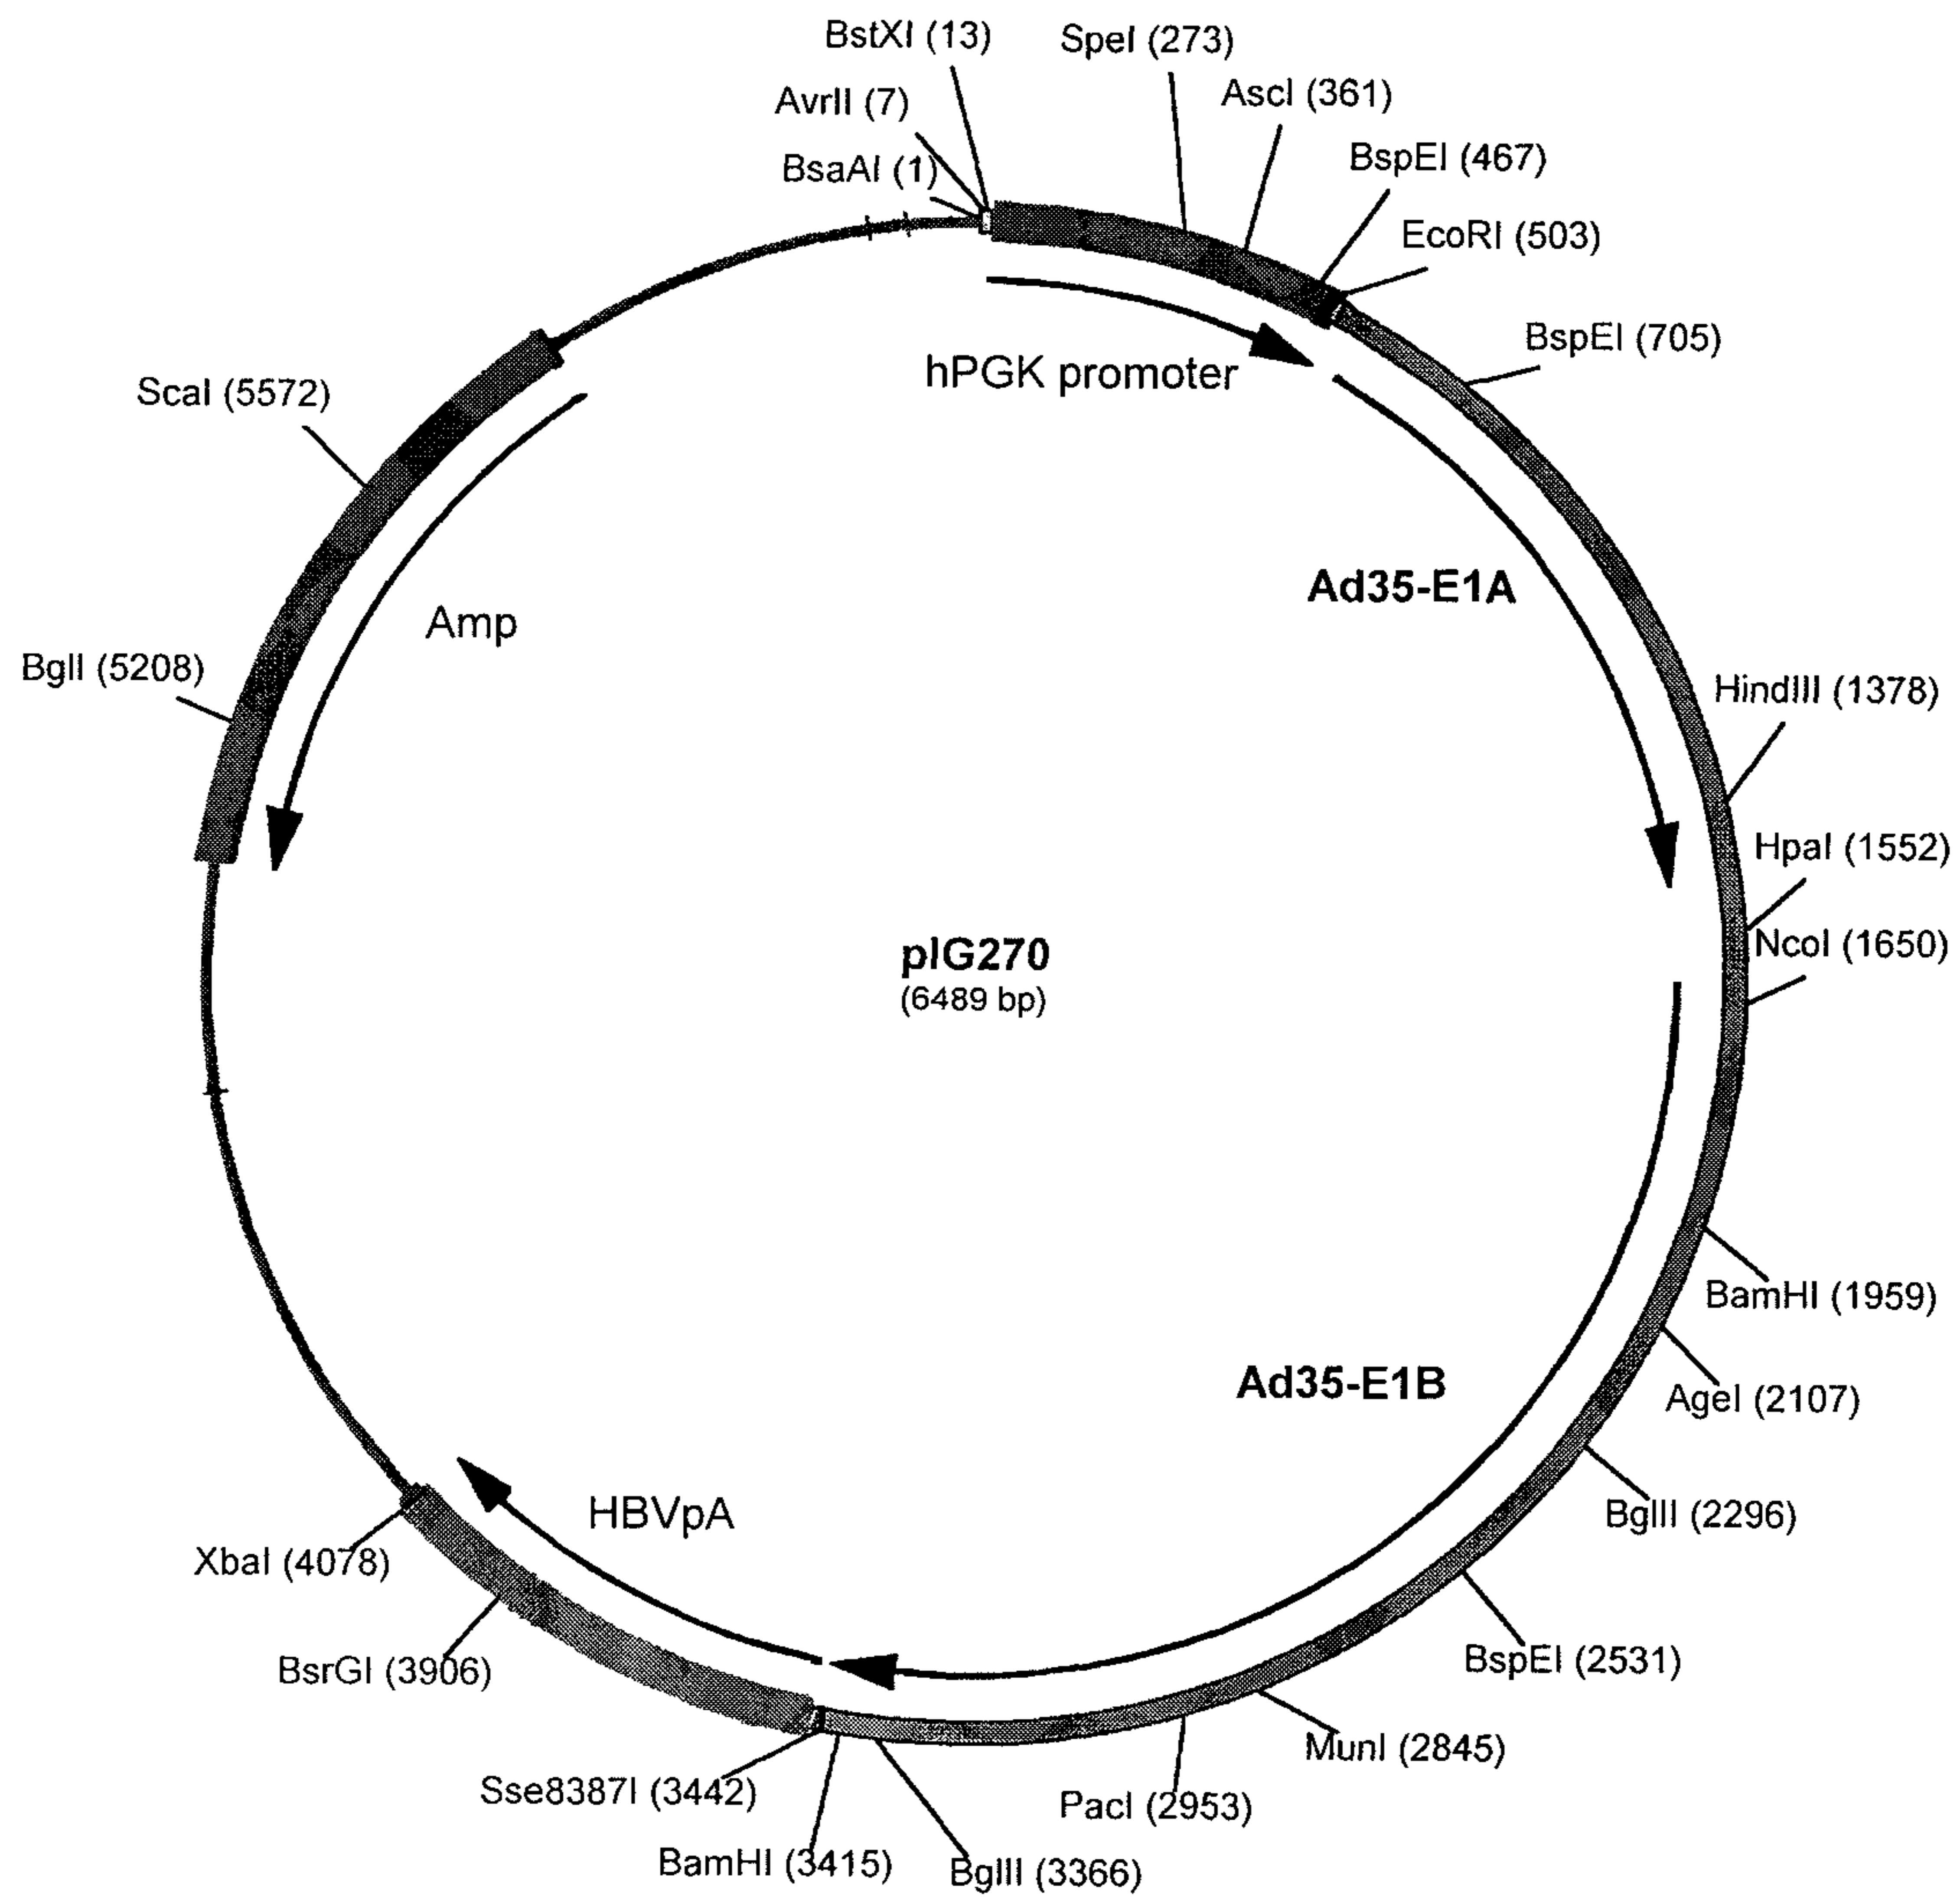 BstXI (13)
SpeI (273)
AvrII (7)
AscI (361)
BsaAI (1)
BspEI (467)
EcoRI (503)
BspEI (705)
hPGK promoter
ScaI (5572)
Ad35-E1A
Amp
BglI (5208)
HindIII (1378)
HpaI (1552)
NcoI (1650)
pIG270
(6489 bp)
BamHI (1959)
Ad35-E1B
AgeI (2107)
HBVpA
BglII (2296)
XbaI (4078)
BsrGI (3906)
BspEI (2531)
MunI (2845)
Sse8387I (3442)
PacI (2953)
BamHI (3415)
BglII (3366)